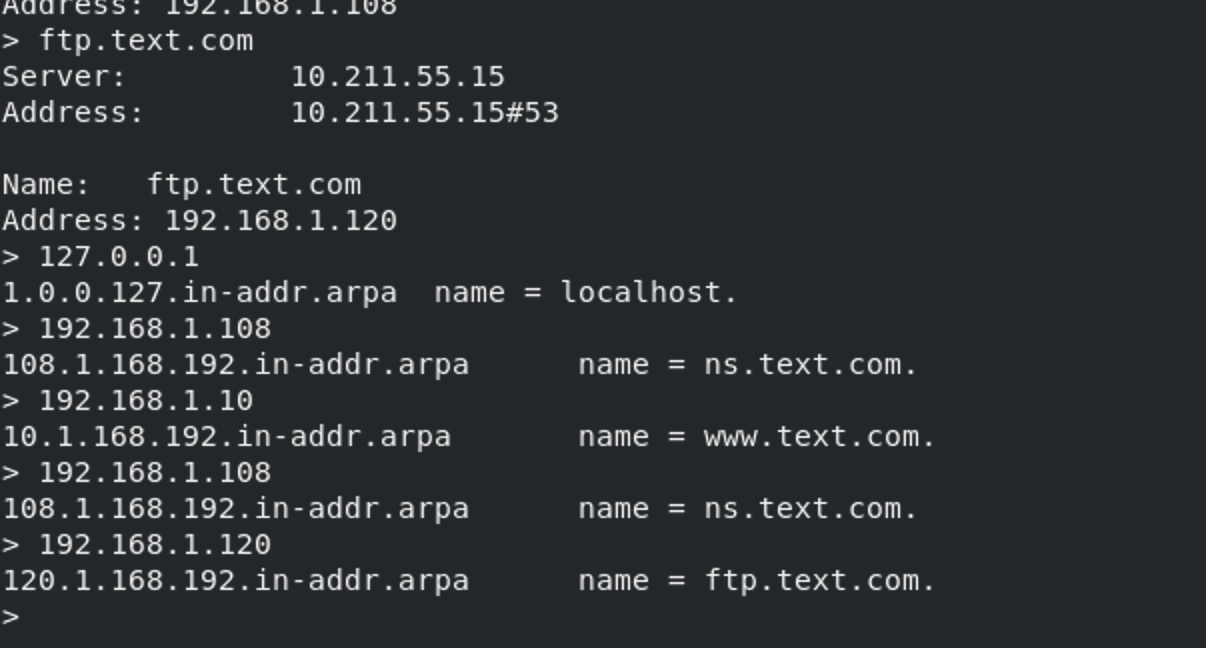 Address: 192.168.1.108
> ftp.text.com
Server:         10.211.55.15
Address:        10.211.55.15#53

Name:   ftp.text.com
Address: 192.168.1.120
> 127.0.0.1
1.0.0.127.in-addr.arpa  name = localhost.
> 192.168.1.108
108.1.168.192.in-addr.arpa      name = ns.text.com.
> 192.168.1.10
10.1.168.192.in-addr.arpa       name = www.text.com.
> 192.168.1.108
108.1.168.192.in-addr.arpa      name = ns.text.com.
> 192.168.1.120
120.1.168.192.in-addr.arpa      name = ftp.text.com.
>